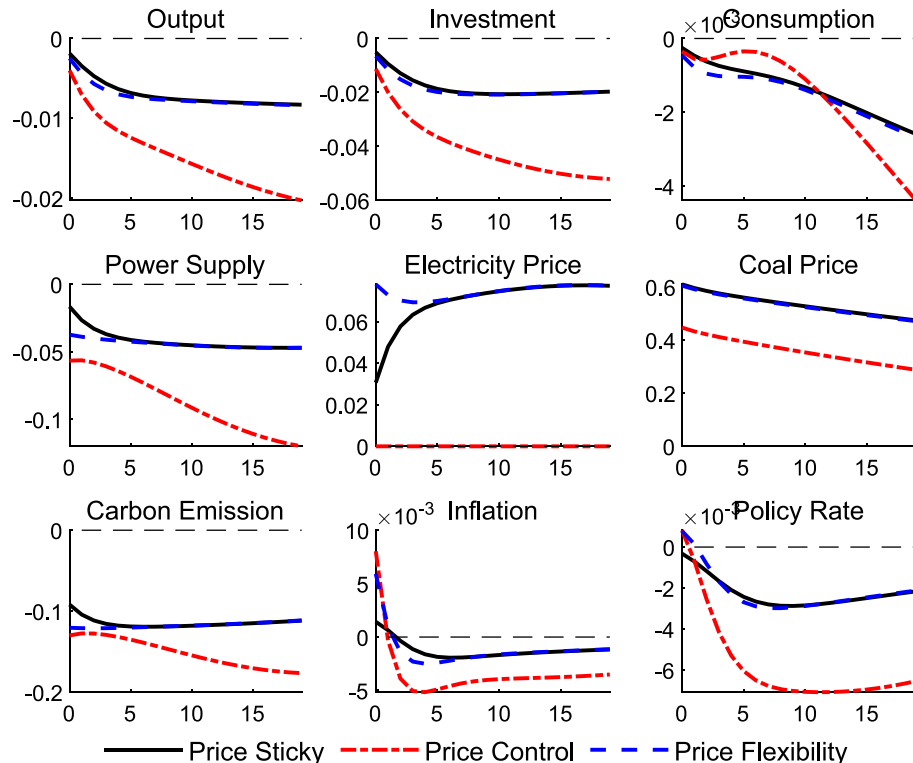 Output
Investment
×10⁻³
Consumption
0
-0.01
-0.02
0 5 10 15
0
-0.02
-0.04
-0.06
0 5 10 15
0
-2
-4
0 5 10 15
Power Supply
Electricity Price
Coal Price
0
-0.05
-0.1
0 5 10 15
0.06
0.04
0.02
0
0 5 10 15
0.6
0.4
0.2
0
0 5 10 15
Carbon Emission
×10⁻³
Inflation
×10⁻³
Policy Rate
0
-0.1
-0.2
0 5 10 15
10
5
0
-5
0 5 10 15
0
-2
-4
-6
0 5 10 15
Price Sticky Price Control Price Flexibility